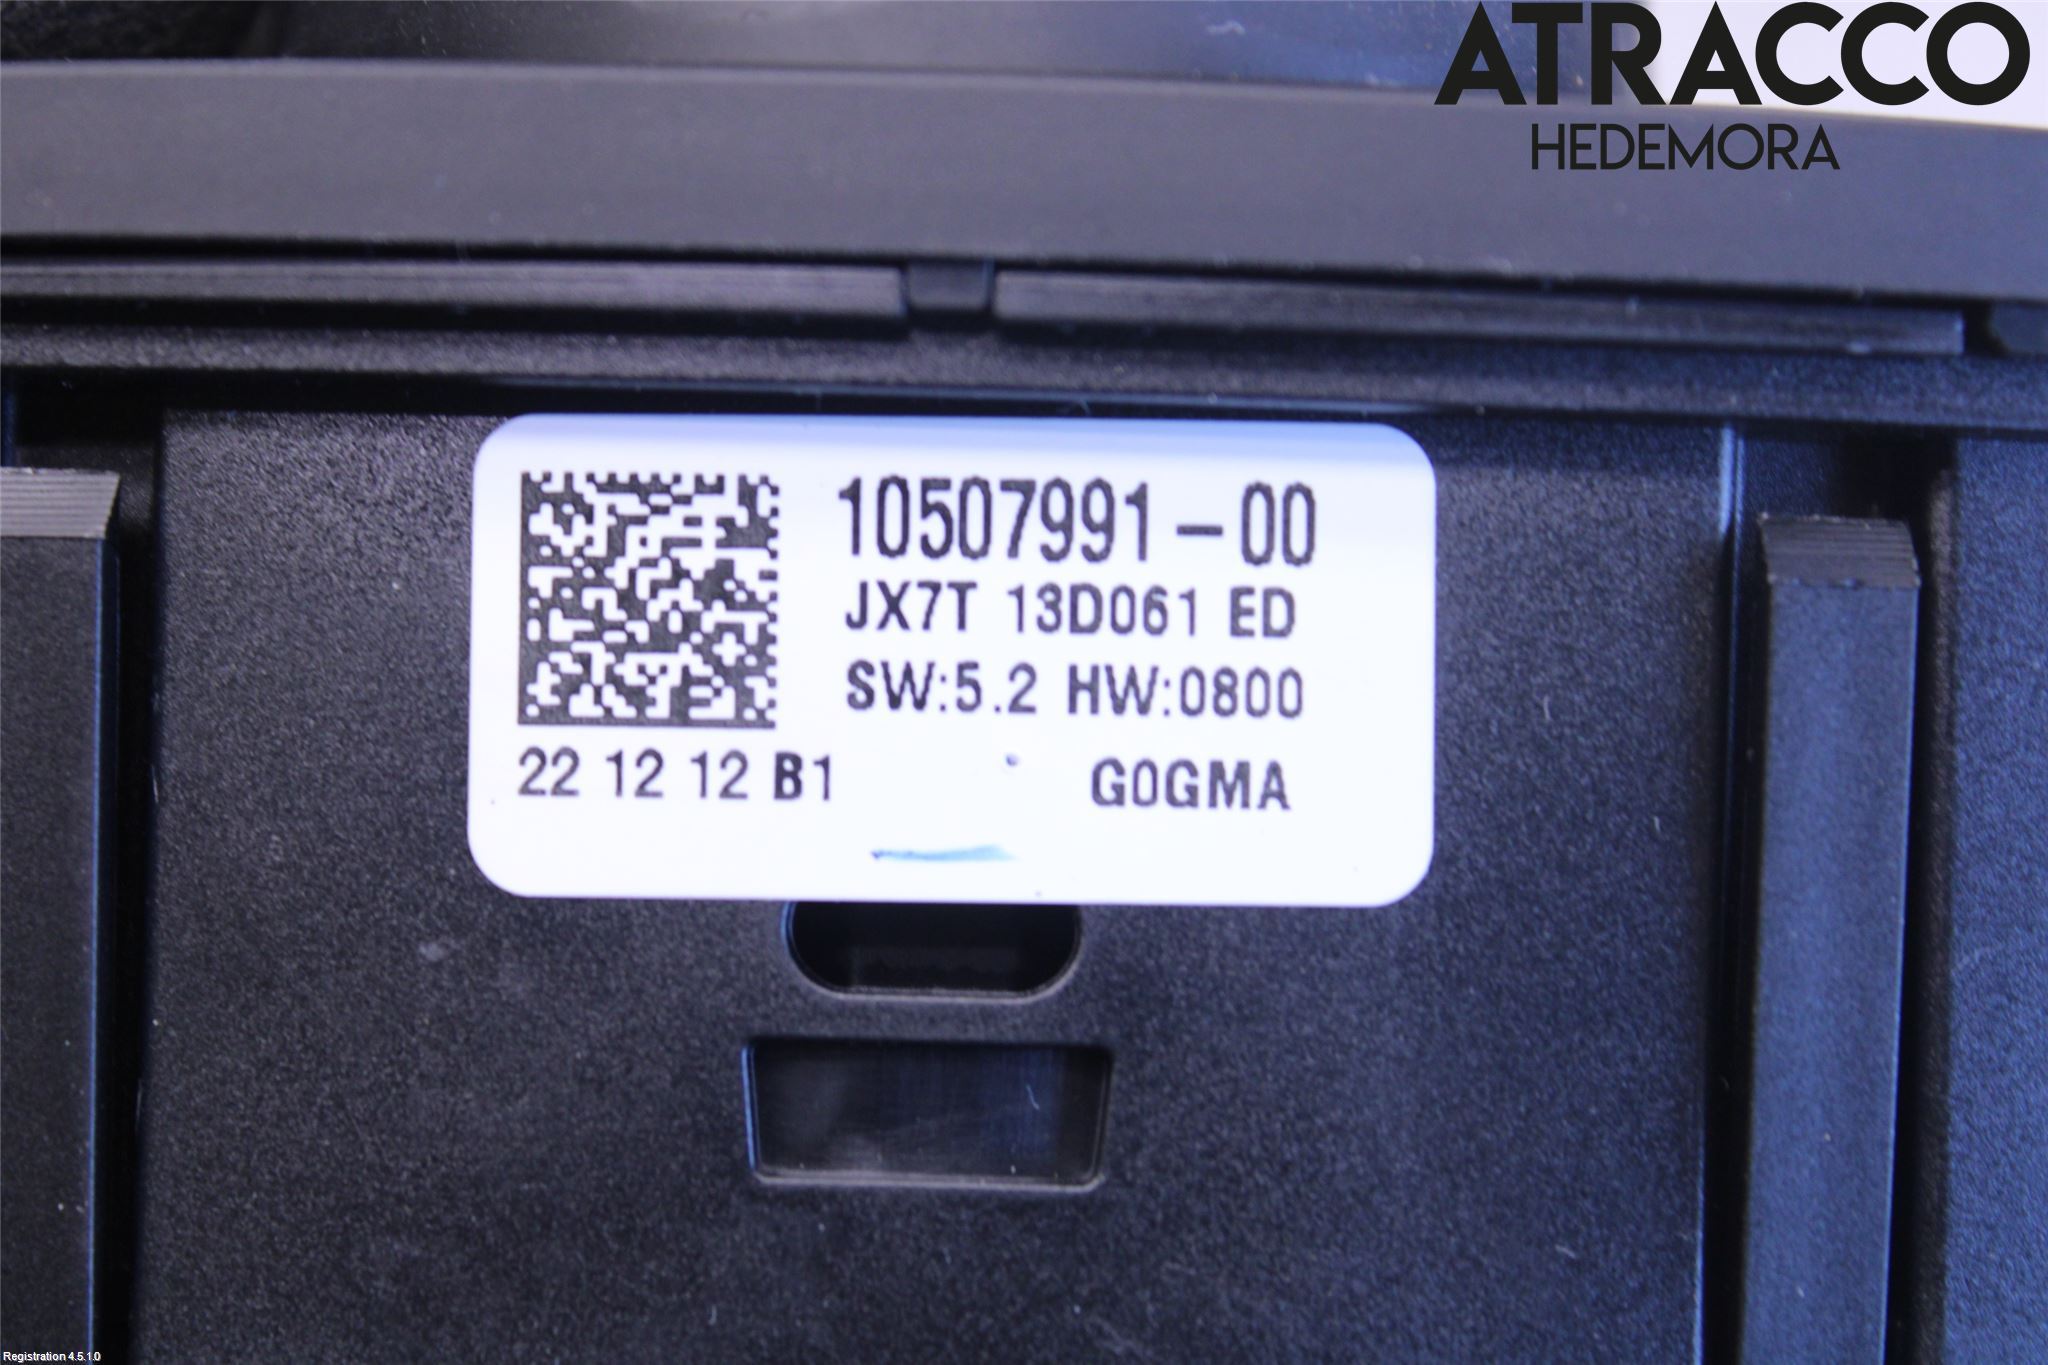 ATRACCO
HEDEMORA
10507991-00
JX7T 13D061 ED
SW:5.2 HW:0800
22 12 12 B1 G0GMA
Registration 4.5.1.0